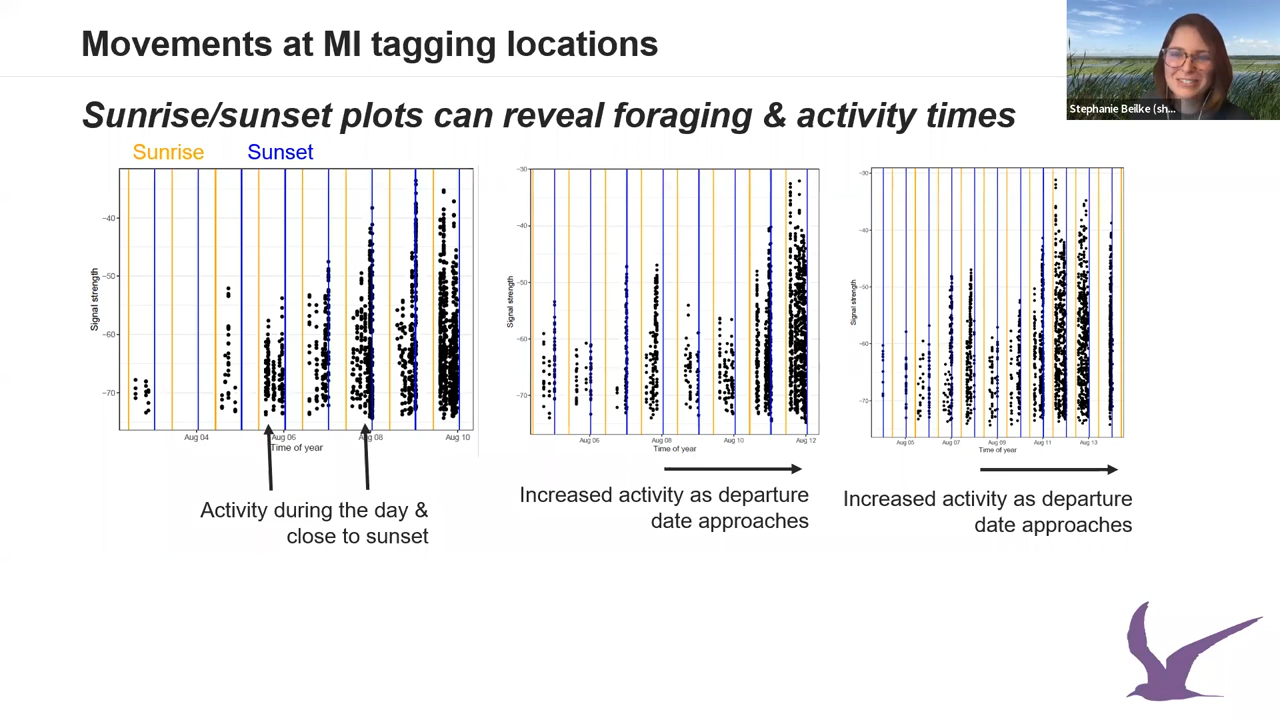 Movements at MI tagging locations
Stephanie Beilke (sh...
Sunrise/sunset plots can reveal foraging & activity times
Sunrise
Sunset
Signal strength
-40
-50
-60
-70
Aug 04
Aug 06
Aug 08
Aug 10
Time of year
Signal strength
-30
-40
-50
-60
-70
Aug 06
Aug 08
Aug 10
Aug 12
Time of year
Signal strength
-30
-40
-50
-60
-70
Aug 05
Aug 07
Aug 09
Aug 11
Aug 13
Time of year
Activity during the day &
close to sunset
Increased activity as departure
date approaches
Increased activity as departure
date approaches